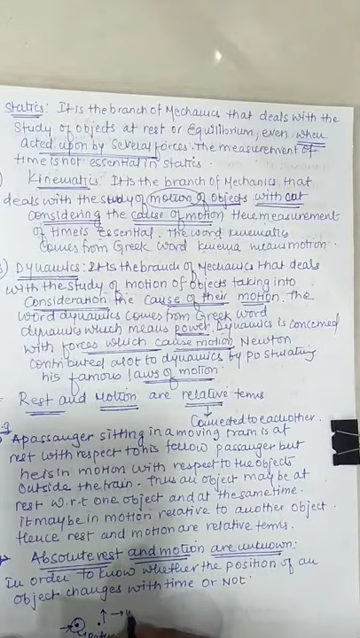 Statics: It is the branch of Mechanics that deals with the
study of objects at rest or Equilibrium, even when
acted upon by several forces. The measurement of
time is not essential in statics.
Kinematics: It is the branch of Mechanics that
deals with the study of motion of objects with out
considering the cause of motion Here measurement
of time is Essential. The word kinematic
comes from Greek word kinema means motion.
Dynamics: It is the branch of Mechanics that deals
with the study of motion of objects taking into
Consideration the cause of their motion. The
word dynamics comes from Greek word
dynamis which means power. Dynamics is concerned
with forces which cause motion Newton
contributed a lot to dynamics by postulating
his famous laws of motion.
Rest and Motion are relative terms
Connected to each other.
A passanger sitting in a moving train is at
rest with respect to his fellow passanger but
he is in motion with respect to the objects
outside the train. Thus an object may be at
rest w.r.t one object and at the same time
it may be in motion relative to another object.
Hence rest and motion are relative terms.
Absolute rest and motion are unknown:
In order to know whether the position of an
object changes with time or Not.